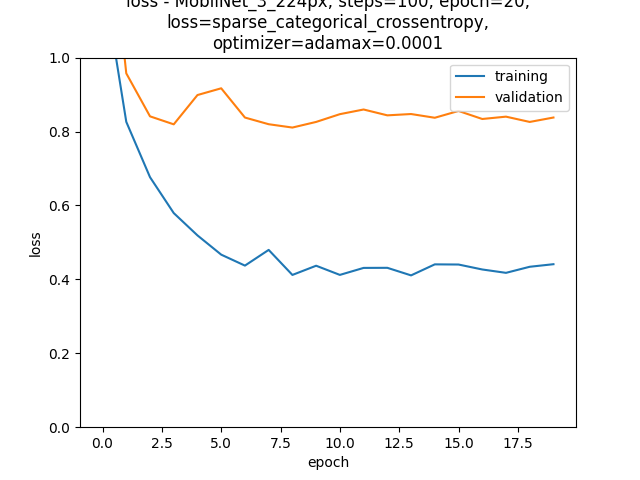 loss - MobilNet_3_224px, steps=100, epoch=20,
loss=sparse_categorical_crossentropy,
optimizer=adamax=0.0001
1.0
training
validation
0.8
0.6
loss
0.4
0.2
0.0
0.0 2.5 5.0 7.5 10.0 12.5 15.0 17.5
epoch